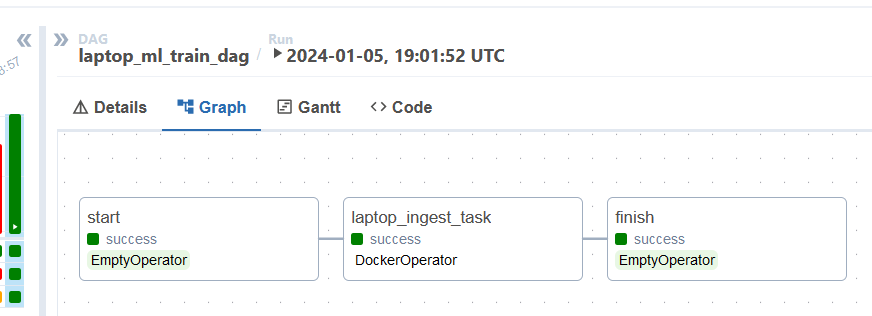 DAG
laptop_ml_train_dag
/
Run
2024-01-05, 19:01:52 UTC
Details
Graph
Gantt
Code
start
success
EmptyOperator
laptop_ingest_task
success
DockerOperator
finish
success
EmptyOperator